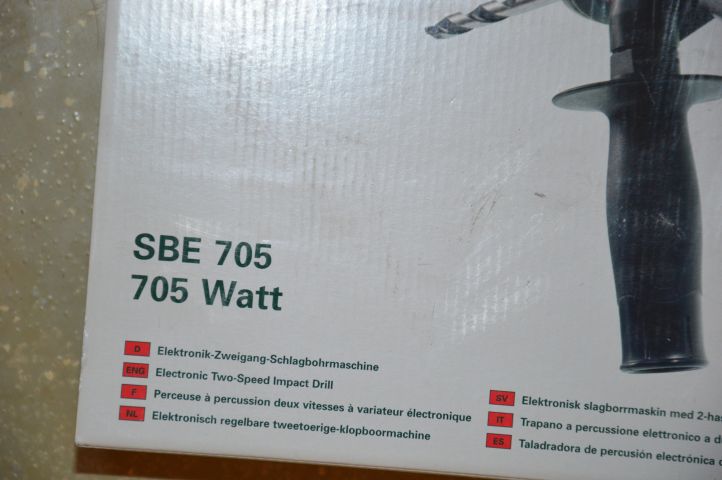 SBE 705
705 Watt
D Elektronik-Zweigang-Schlagbohrmaschine
ENG Electronic Two-Speed Impact Drill
F Perceuse à percussion deux vitesses à variateur électronique
NL Elektronisch regelbare tweetoerige-klopboormachine
SV Elektronisk slagborrmaskin med
IT Trapano a percussione elettronico a
ES Taladradora de percusión electrónica